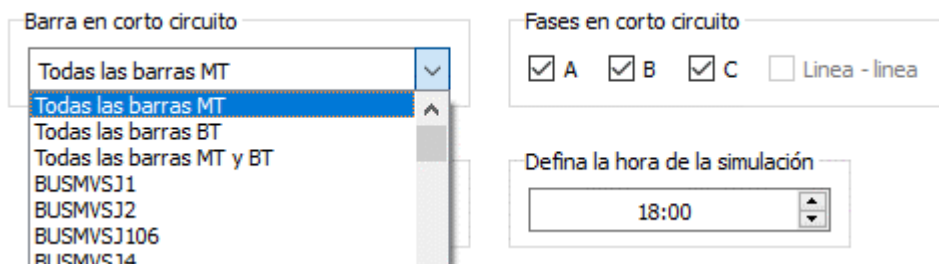 Barra en corto circuito
Todas las barras MT
Todas las barras MT
Todas las barras BT
Todas las barras MT y BT
BUSMVSJ1
BUSMVSJ2
BUSMVSJ106
BUSMVSJ4
Fases en corto circuito
A B C Linea - linea
Defina la hora de la simulación
18:00